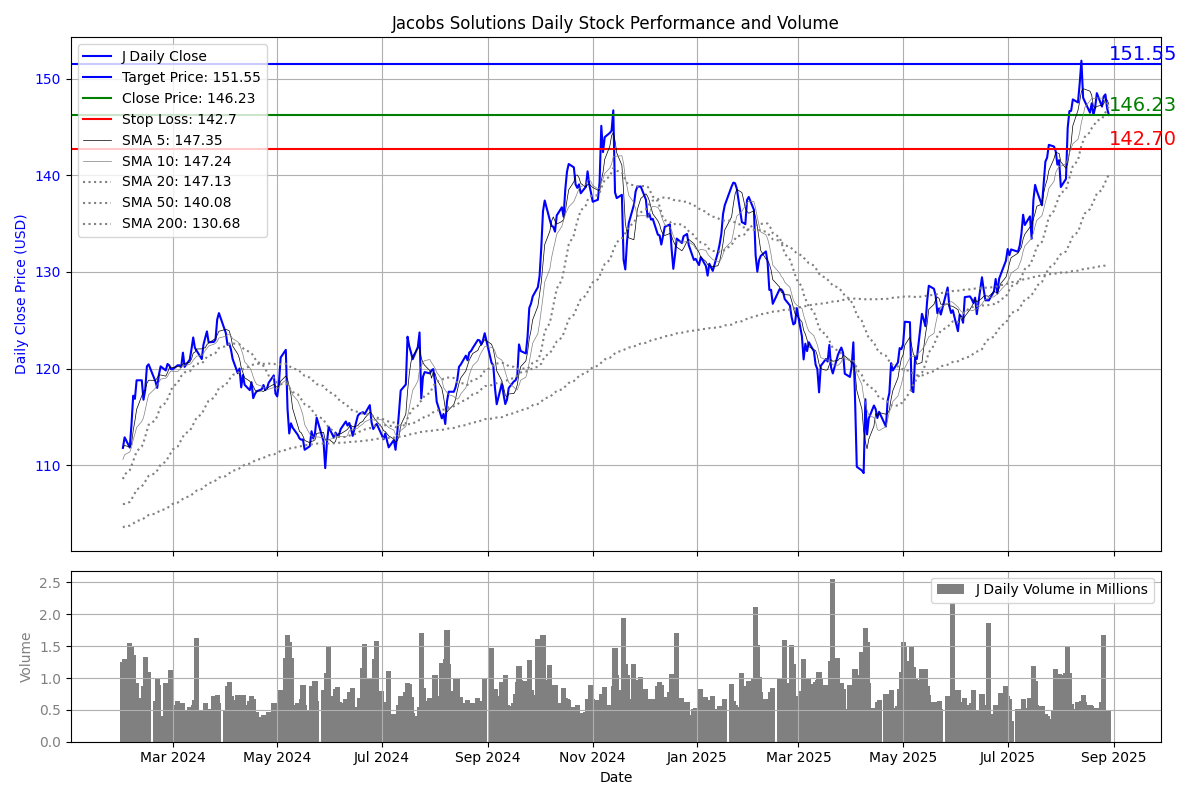 Jacobs Solutions Daily Stock Performance and Volume
J Daily Close
Target Price: 151.55
Close Price: 146.23
Stop Loss: 142.7
SMA 5: 147.35
SMA 10: 147.24
SMA 20: 147.13
SMA 50: 140.08
SMA 200: 130.68
151.55
146.23
142.70
150
140
130
120
110
Daily Close Price (USD)
J Daily Volume in Millions
2.5
2.0
1.5
1.0
0.5
0.0
Volume
Mar 2024 May 2024 Jul 2024 Sep 2024 Nov 2024 Jan 2025 Mar 2025 May 2025 Jul 2025 Sep 2025
Date